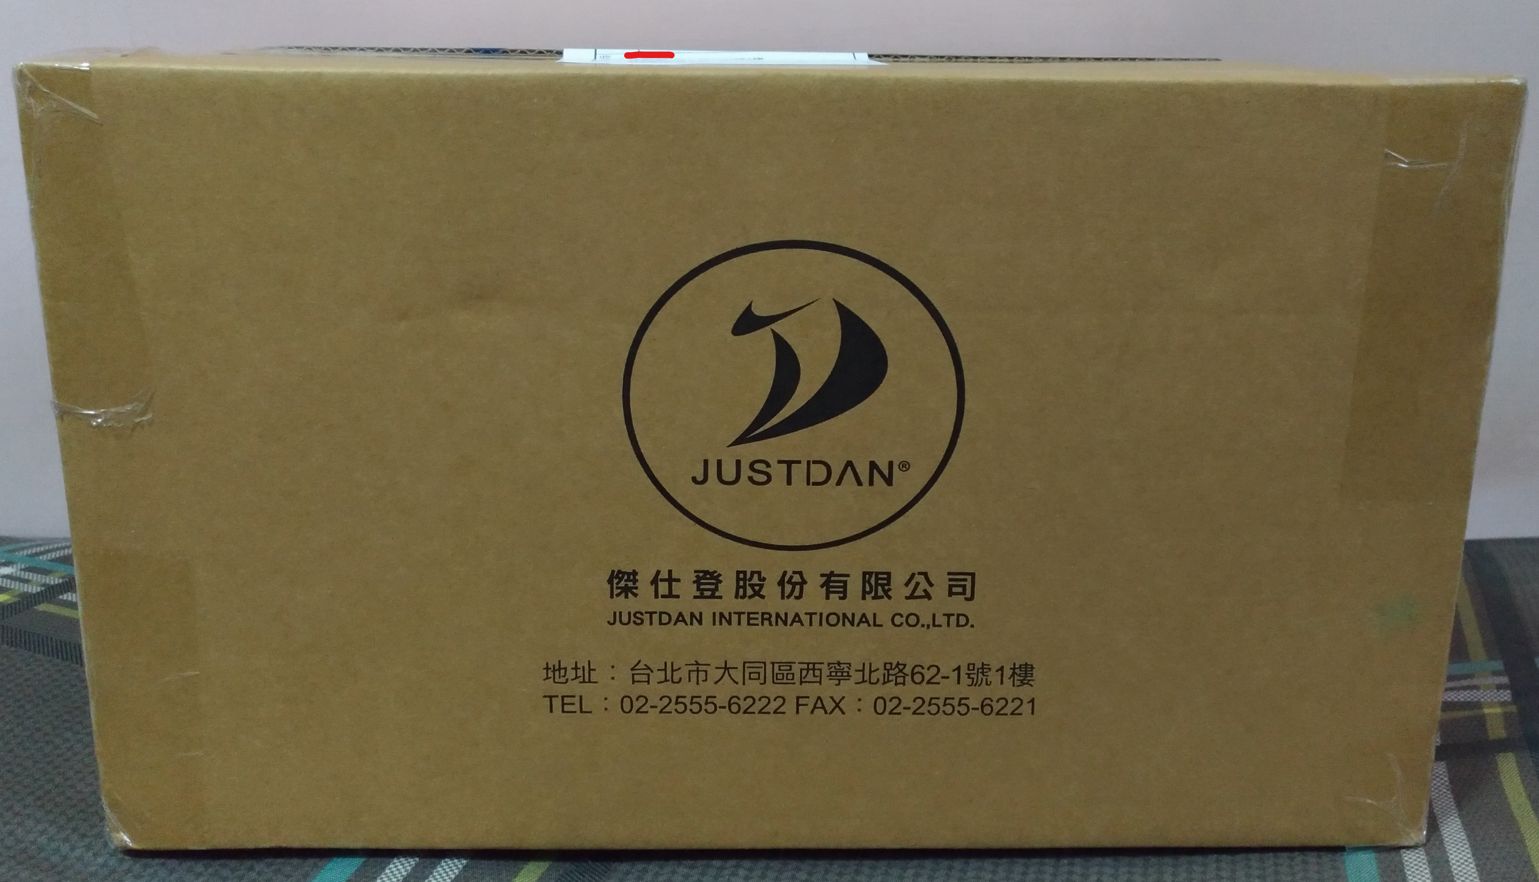 JUSTDAN®
傑仕登股份有限公司
JUSTDAN INTERNATIONAL CO.,LTD.
地址：台北市大同區西寧北路62-1號1樓
TEL：02-2555-6222 FAX：02-2555-6221